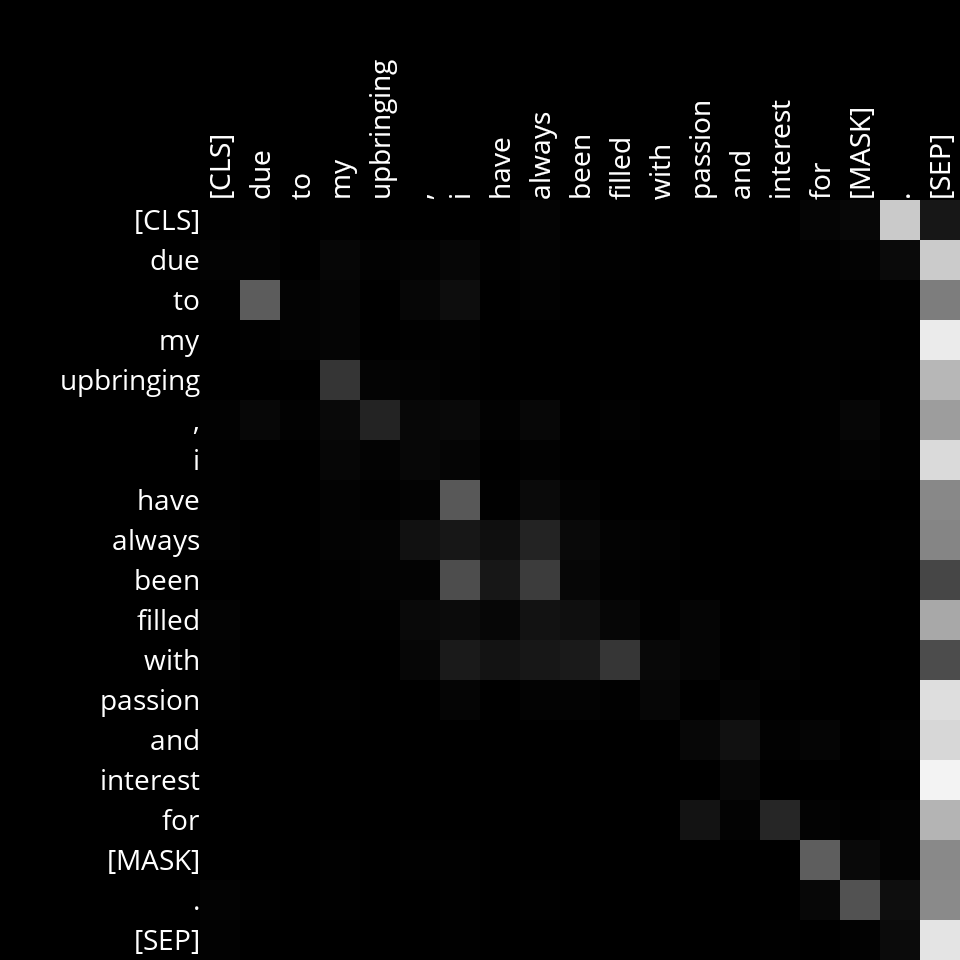 [CLS] due to my upbringing , i have always been filled with passion and interest for [MASK] . [SEP]
[CLS]
due
to
my
upbringing
,
i
have
always
been
filled
with
passion
and
interest
for
[MASK]
.
[SEP]